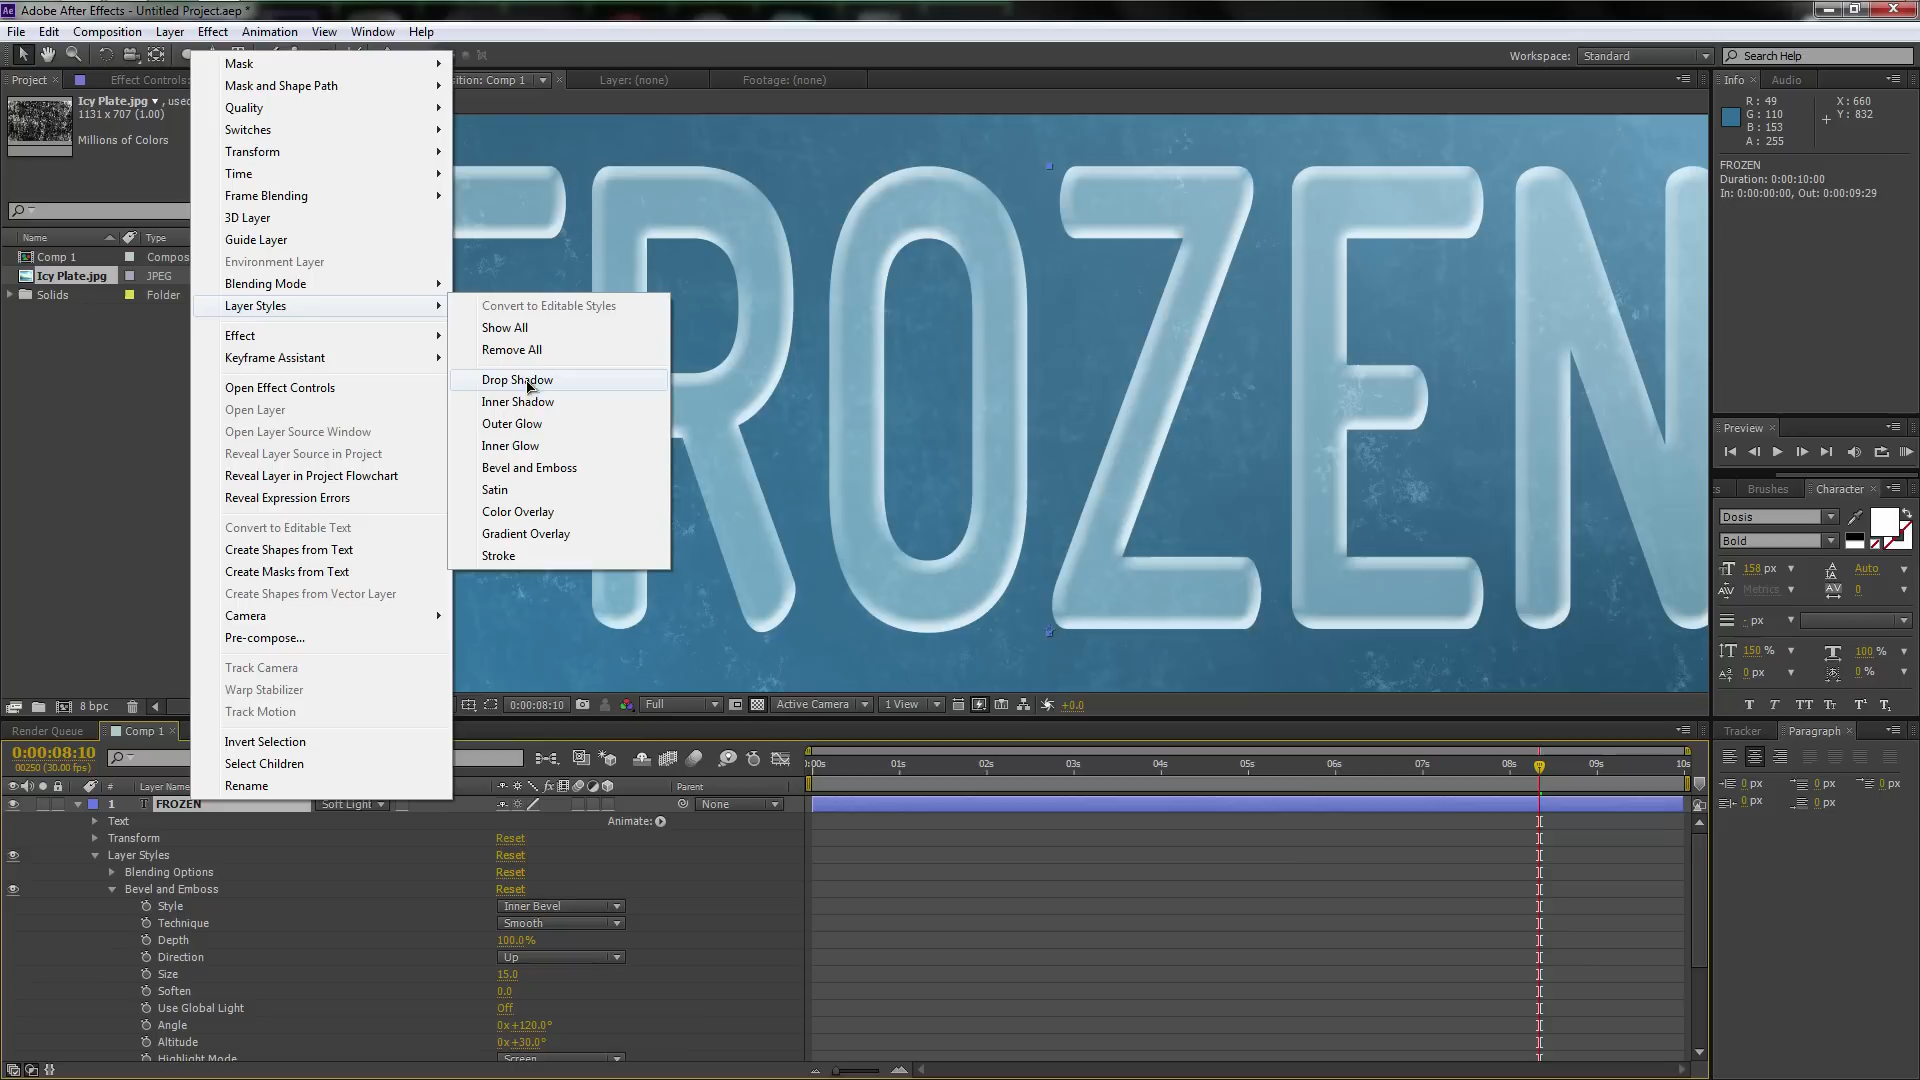 Adobe After Effects - Untitled Project.aep *
File Edit Composition Layer Effect Animation View Window Help
Workspace: Standard Search Help
Project Effect Controls: sition: Comp 1 Layer: (none) Footage: (none)
Info Audio
Icy Plate.jpg , used
1131 x 707 (1.00)
Millions of Colors
Name Type
Comp 1 Compos
Icy Plate.jpg JPEG
Solids Folder
8 bpc
Mask
Mask and Shape Path
Quality
Switches
Transform
Time
Frame Blending
3D Layer
Guide Layer
Environment Layer
Blending Mode
Layer Styles
Effect
Keyframe Assistant
Open Effect Controls
Open Layer
Open Layer Source Window
Reveal Layer Source in Project
Reveal Layer in Project Flowchart
Reveal Expression Errors
Convert to Editable Text
Create Shapes from Text
Create Masks from Text
Create Shapes from Vector Layer
Camera
Pre-compose...
Track Camera
Warp Stabilizer
Track Motion
Invert Selection
Select Children
Rename
Convert to Editable Styles
Show All
Remove All
Drop Shadow
Inner Shadow
Outer Glow
Inner Glow
Bevel and Emboss
Satin
Color Overlay
Gradient Overlay
Stroke
FROZEN
R: 49 X: 660
G: 110 Y: 832
B: 153
A: 255
FROZEN
Duration: 0:00:10:00
In: 0:00:00:00, Out: 0:00:09:29
Preview
Brushes Character
Dosis
Bold
158 px Auto
Metrics 0
- px
150 % 100 %
0 px 0 %
0:00:08:10 Full Active Camera 1 View +0.0
Render Queue Comp 1
0:00:08:10
00250 (30.00 fps)
# Layer Name Parent
:00s 01s 02s 03s 04s 05s 06s 07s 08s 09s 10s
1 T FROZEN Soft Light None
Text Animate:
Transform Reset
Layer Styles Reset
Blending Options Reset
Bevel and Emboss Reset
Style Inner Bevel
Technique Smooth
Depth 100.0%
Direction Up
Size 15.0
Soften 0.0
Use Global Light Off
Angle 0x+120.0°
Altitude 0x+30.0°
Highlight Mode Screen
Tracker Paragraph
0 px 0 px 0 px
0 px 0 px